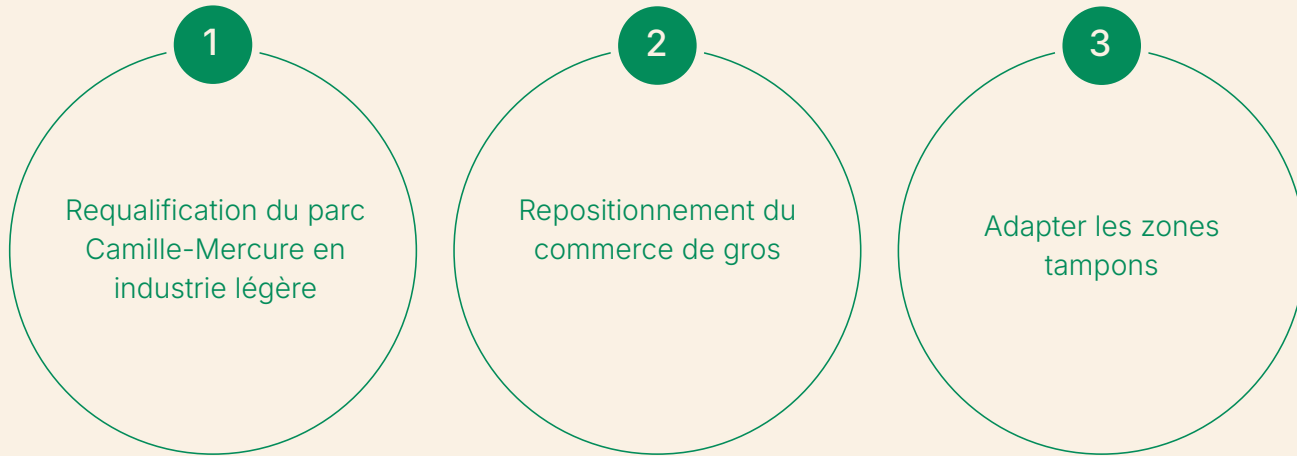 1
Requalification du parc
Camille-Mercure en
industrie légère
2
Repositionnement du
commerce de gros
3
Adapter les zones
tampons